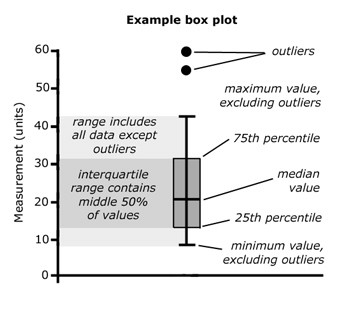 Example box plot
60
50
40
30
20
10
0
Measurement (units)
outliers
maximum value,
excluding outliers
range includes
all data except
outliers
75th percentile
interquartile
range contains
middle 50%
of values
median
value
25th percentile
minimum value,
excluding outliers